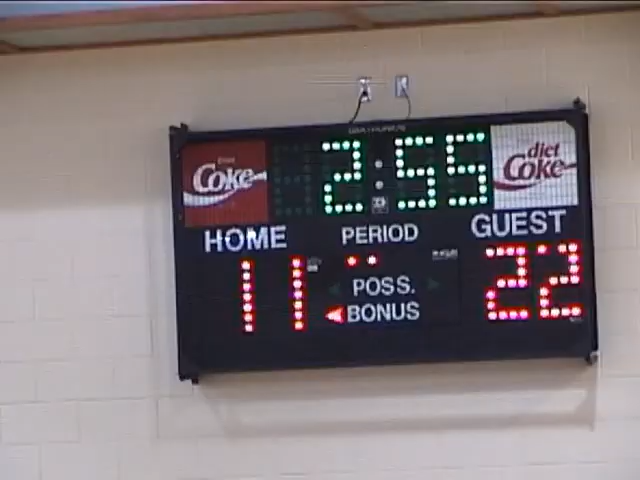 Coke
2:55
diet
Coke
HOME PERIOD GUEST
11 22
POSS.
BONUS